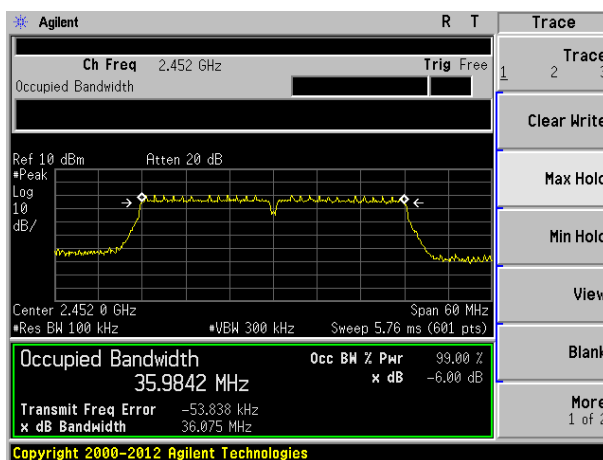 Agilent R T Trace
Ch Freq 2.452 GHz Trig Free
Occupied Bandwidth
Trace
1 2 3
Clear Write
Max Hold
Min Hold
View
Blank
More
1 of 2
Ref 10 dBm Atten 20 dB
#Peak
Log
10
dB/
Center 2.452 0 GHz Span 60 MHz
#Res BW 100 kHz #VBW 300 kHz Sweep 5.76 ms (601 pts)
Occupied Bandwidth Occ BW % Pwr 99.00 %
35.9842 MHz x dB -6.00 dB
Transmit Freq Error -53.838 kHz
x dB Bandwidth 36.075 MHz
Copyright 2000-2012 Agilent Technologies